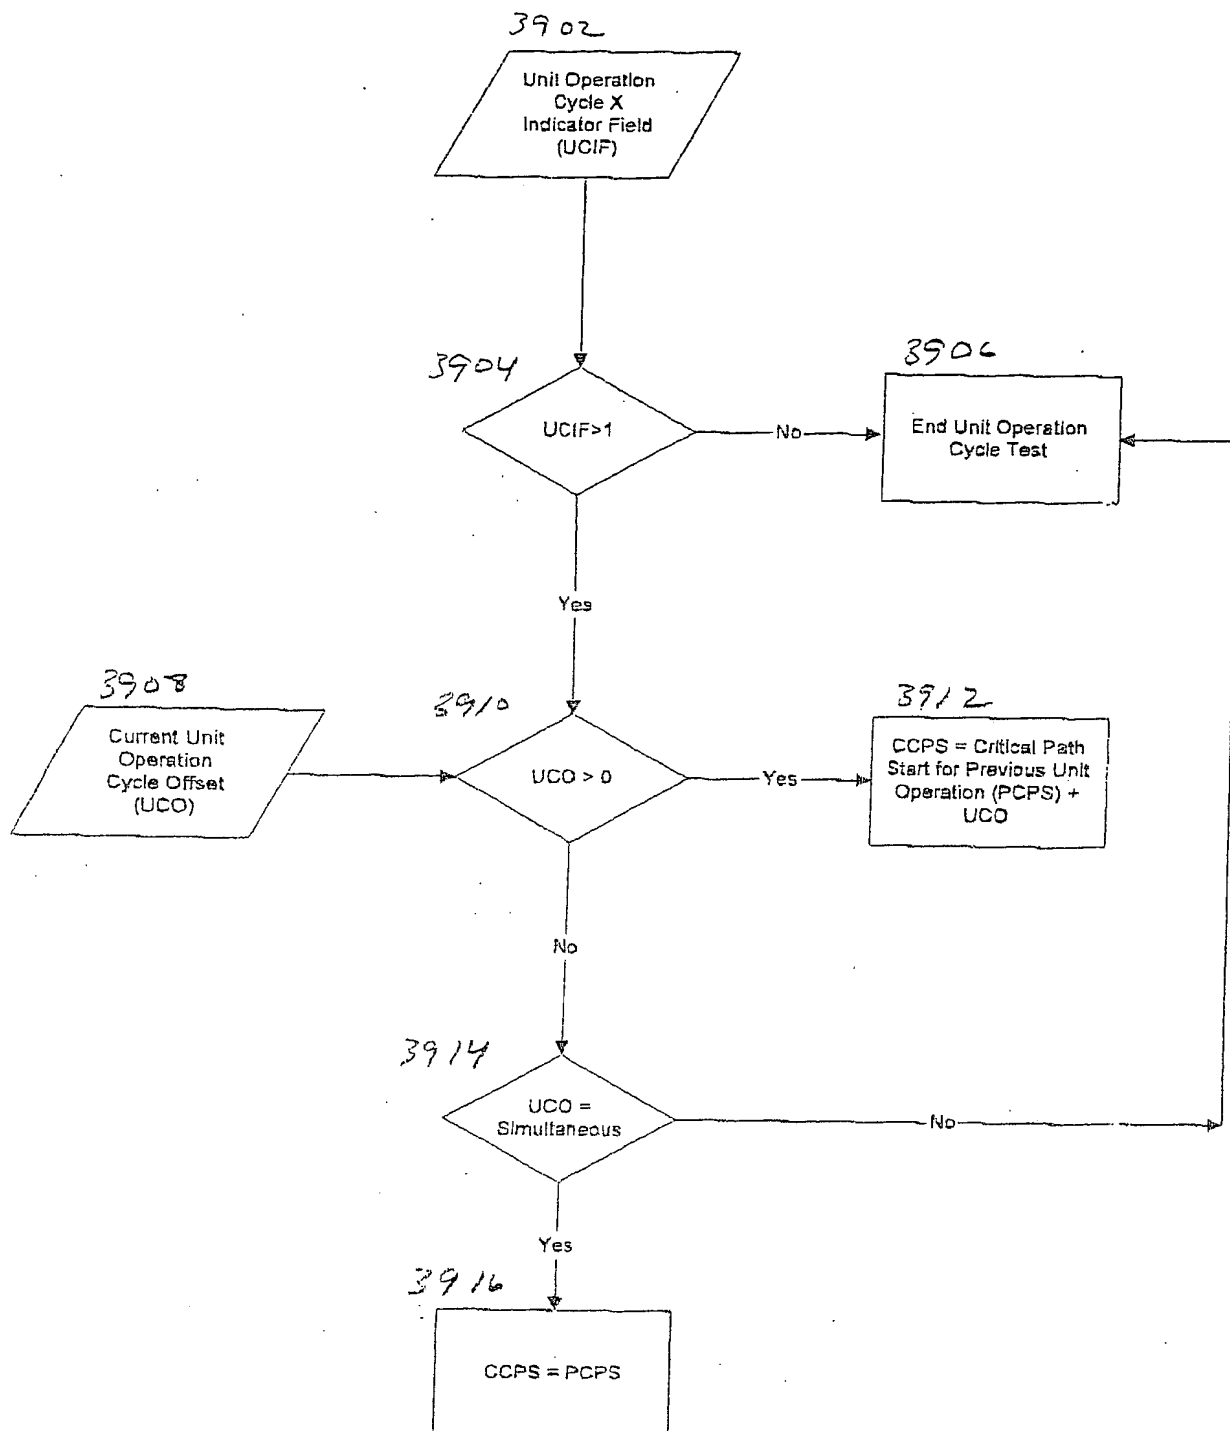 3902
Unit Operation
Cycle X
Indicator Field
(UCIF)
3904
UCIF>1
No
3906
End Unit Operation
Cycle Test
Yes
3908
Current Unit
Operation
Cycle Offset
(UCO)
3910
UCO > 0
Yes
3912
CCPS = Critical Path
Start for Previous Unit
Operation (PCPS) +
UCO
No
3914
UCO =
Simultaneous
No
Yes
3916
CCPS = PCPS